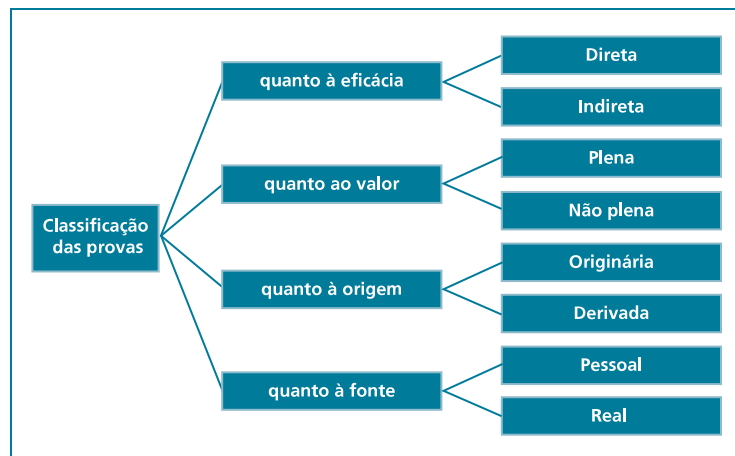 Classificação
das provas
quanto à eficácia
Direta
Indireta
quanto ao valor
Plena
Não plena
quanto à origem
Originária
Derivada
quanto à fonte
Pessoal
Real